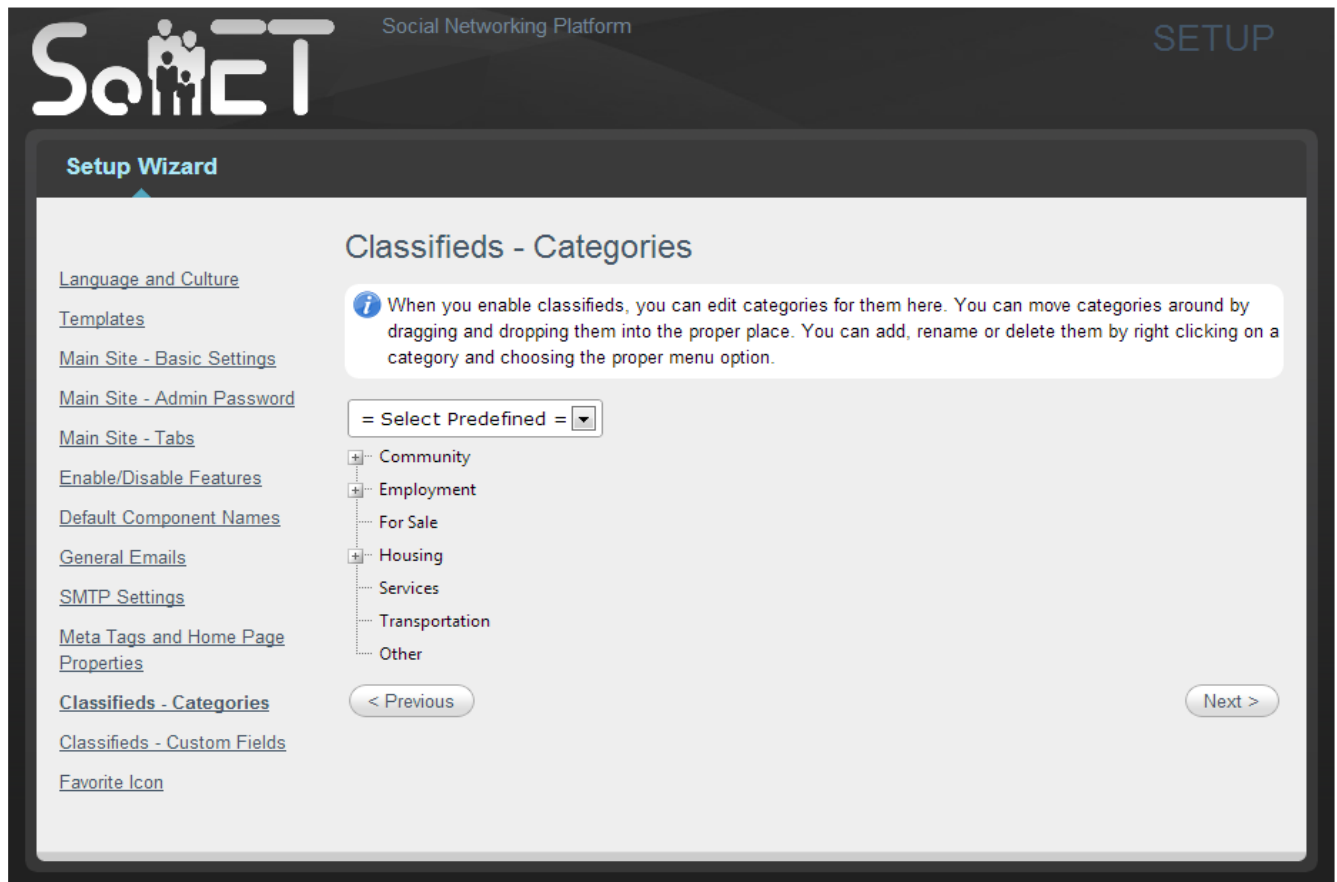 SoMET
Social Networking Platform
SETUP
Setup Wizard
Language and Culture
Templates
Main Site - Basic Settings
Main Site - Admin Password
Main Site - Tabs
Enable/Disable Features
Default Component Names
General Emails
SMTP Settings
Meta Tags and Home Page
Properties
Classifieds - Categories
Classifieds - Custom Fields
Favorite Icon
Classifieds - Categories
When you enable classifieds, you can edit categories for them here. You can move categories around by
dragging and dropping them into the proper place. You can add, rename or delete them by right clicking on a
category and choosing the proper menu option.
= Select Predefined =
Community
Employment
For Sale
Housing
Services
Transportation
Other
< Previous
Next >